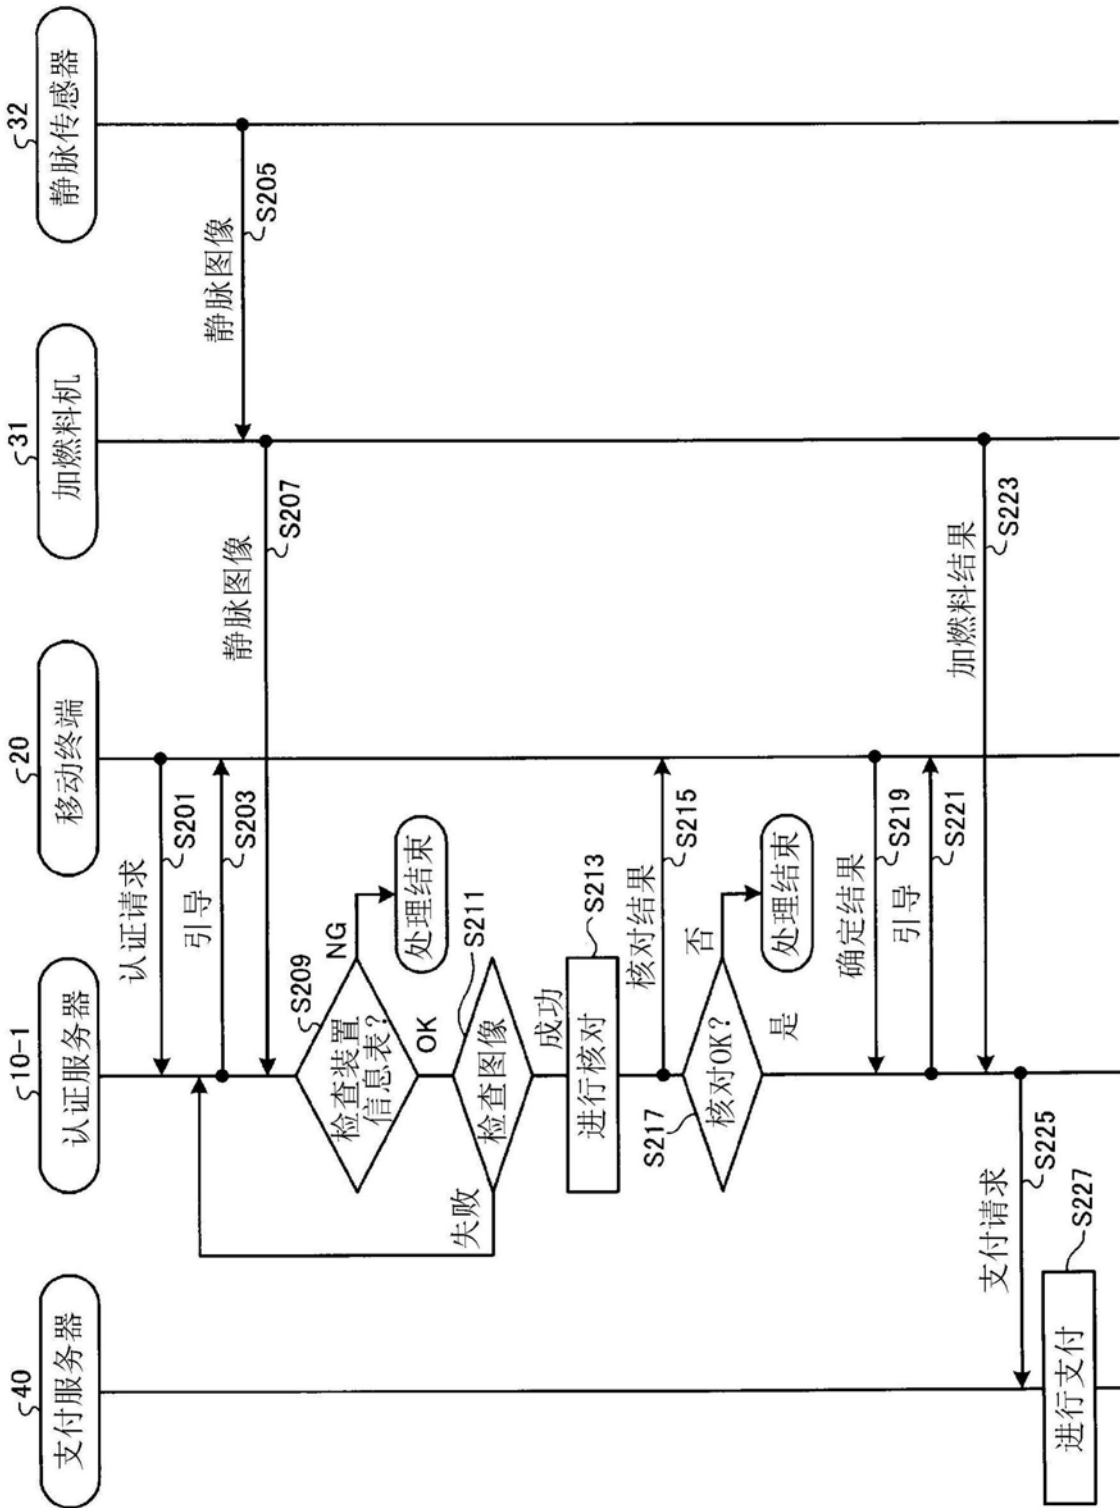 40
支付服务器
10-1
认证服务器
20
移动终端
31
加燃料机
32
静脉传感器
认证请求
S201
引导
S203
静脉图像
S205
静脉图像
S207
S209
检查装置
信息表?
NG
处理结束
OK
S211
检查图像
失败
成功
S213
进行核对
核对结果
S215
S217
核对OK?
否
处理结束
是
确定结果
S219
引导
S221
加燃料结果
S223
支付请求
S225
S227
进行支付